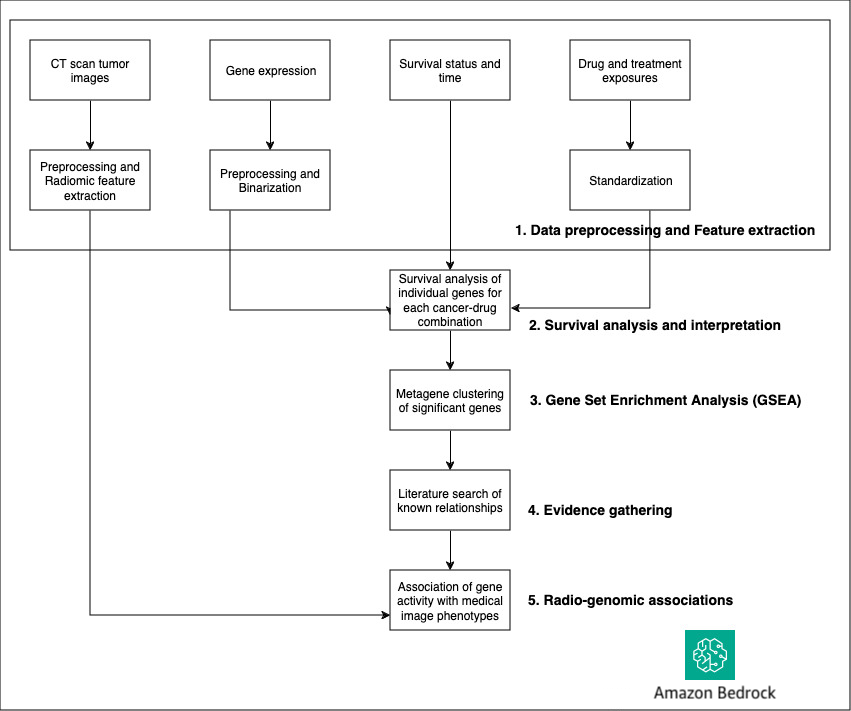 CT scan tumor
images
Gene expression
Survival status and
time
Drug and treatment
exposures
Preprocessing and
Radiomic feature
extraction
Preprocessing and
Binarization
Standardization
1. Data preprocessing and Feature extraction
Survival analysis of
individual genes for
each cancer-drug
combination
2. Survival analysis and interpretation
Metagene clustering
of significant genes
3. Gene Set Enrichment Analysis (GSEA)
Literature search of
known relationships
4. Evidence gathering
Association of gene
activity with medical
image phenotypes
5. Radio-genomic associations
Amazon Bedrock